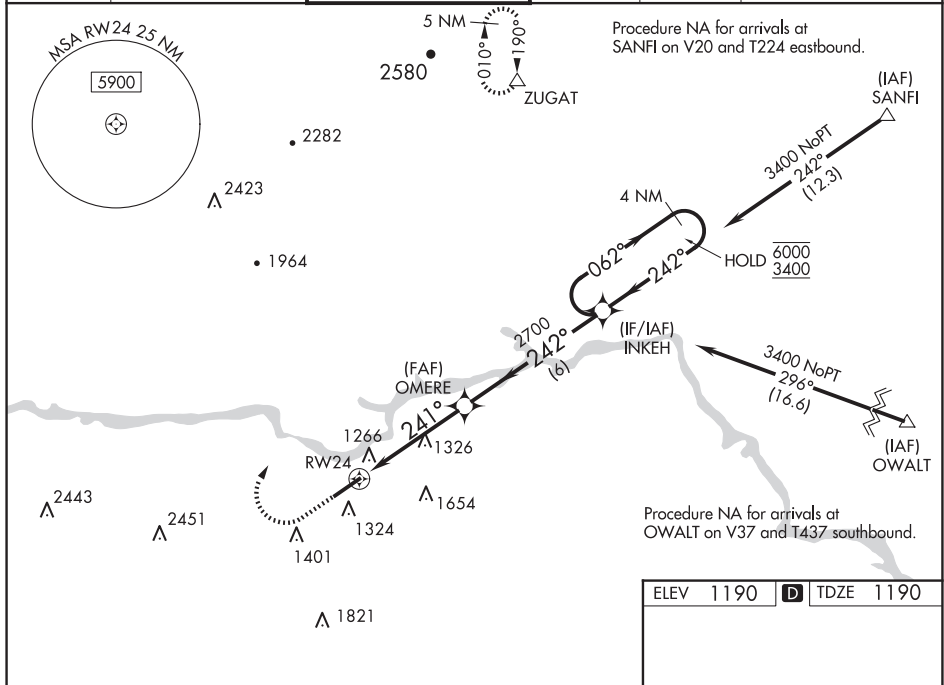 MSA RW24 25 NM
5900
5 NM
010°
190°
ZUGAT
2580
Procedure NA for arrivals at
SANFI on V20 and T224 eastbound.
(IAF)
SANFI
2282
2423
1964
3400 NoPT
242°
(12.3)
4 NM
062°
242°
HOLD 6000
3400
(IF/IAF)
INKEH
2700
242°
(6)
(FAF)
OMERE
241°
3400 NoPT
296°
(16.6)
(IAF)
OWALT
1266
1326
RW24
1654
1324
1401
2443
2451
1821
Procedure NA for arrivals at
OWALT on V37 and T437 southbound.
ELEV 1190 D TDZE 1190